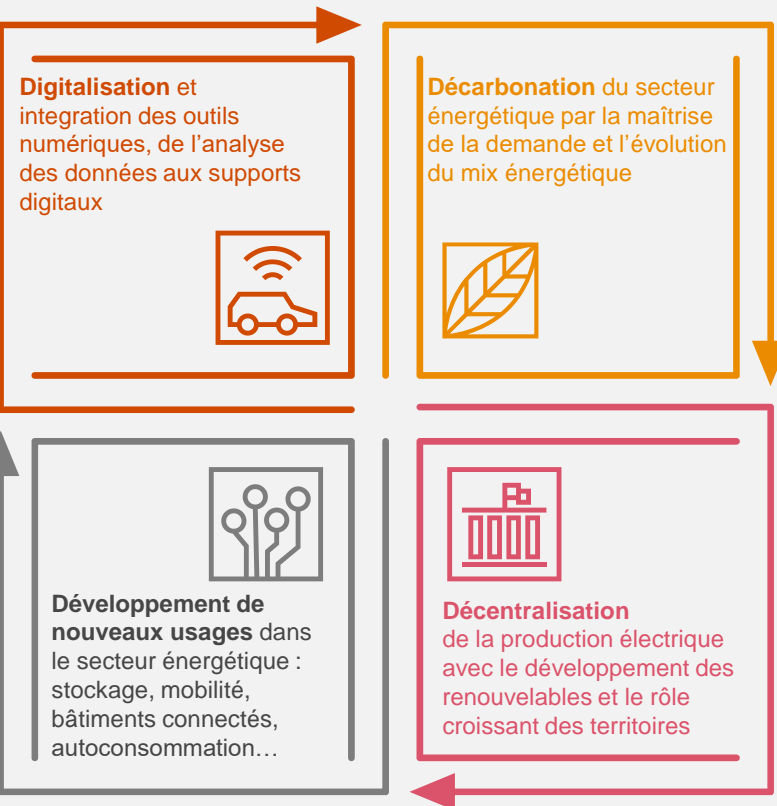 Digitalisation et
integration des outils
numériques, de l’analyse
des données aux supports
digitaux
Décarbonation du secteur
énergétique par la maîtrise
de la demande et l’évolution
du mix énergétique
Développement de
nouveaux usages dans
le secteur énergétique :
stockage, mobilité,
bâtiments connectés,
autoconsommation…
Décentralisation
de la production électrique
avec le développement des
renouvelables et le rôle
croissant des territoires